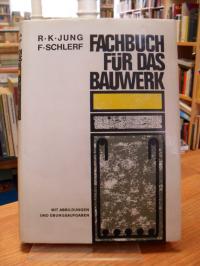 R·K·JUNG
F·SCHLERF
FACHBUCH
FÜR DAS
BAUWERK
MIT ABBILDUNGEN
UND ÜBUNGSAUFGABEN